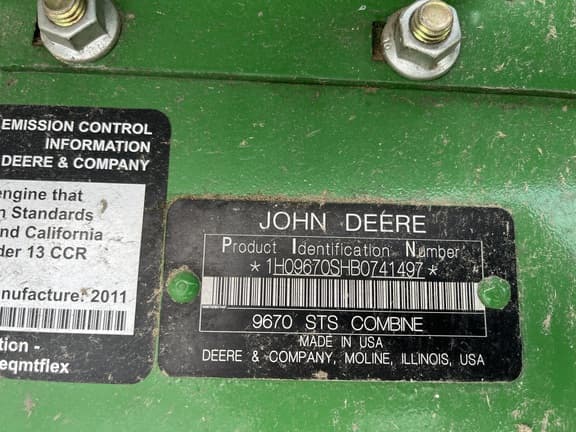 EMISSION CONTROL
INFORMATION
DEERE & COMPANY
engine that
Standards
nd California
der 13 CCR
nufacture: 2011
tion -
eqmtflex
JOHN DEERE
Product Identification Number
*1H09670SHB0741497*
9670 STS COMBINE
MADE IN USA
DEERE & COMPANY, MOLINE, ILLINOIS, USA